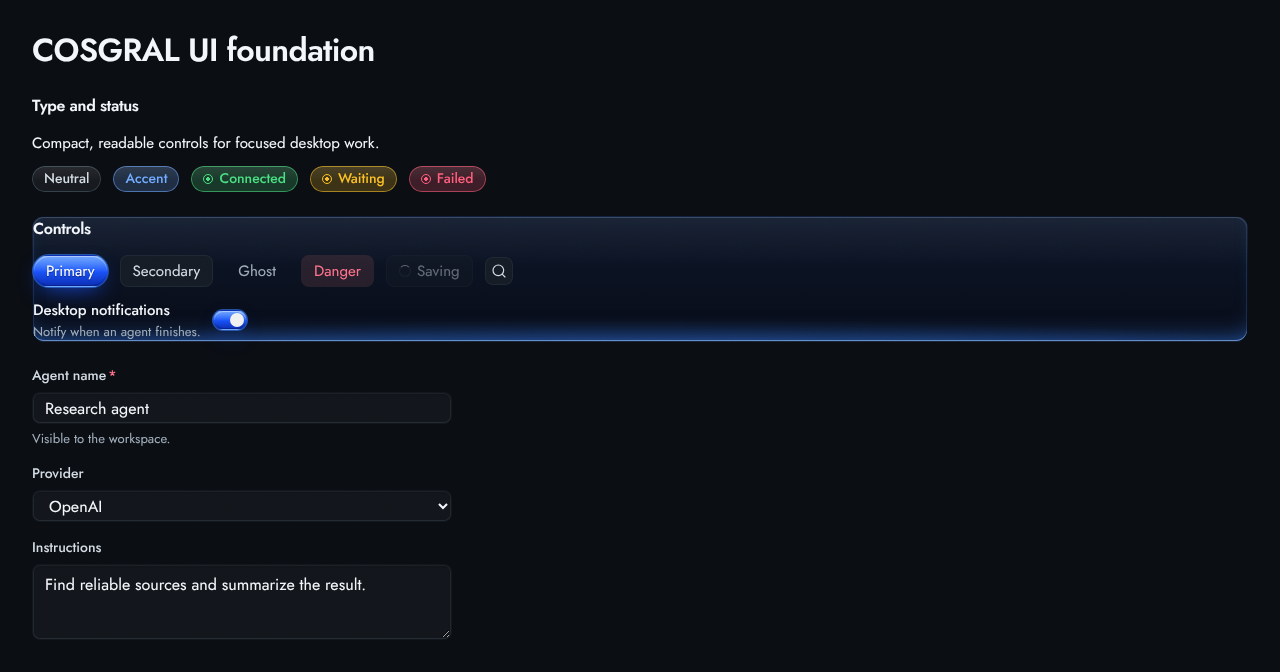 COSGRAL UI foundation
Type and status
Compact, readable controls for focused desktop work.
Neutral Accent Connected Waiting Failed
Controls
Primary Secondary Ghost Danger Saving
Desktop notifications
Notify when an agent finishes.
Agent name *
Research agent
Visible to the workspace.
Provider
OpenAI
Instructions
Find reliable sources and summarize the result.